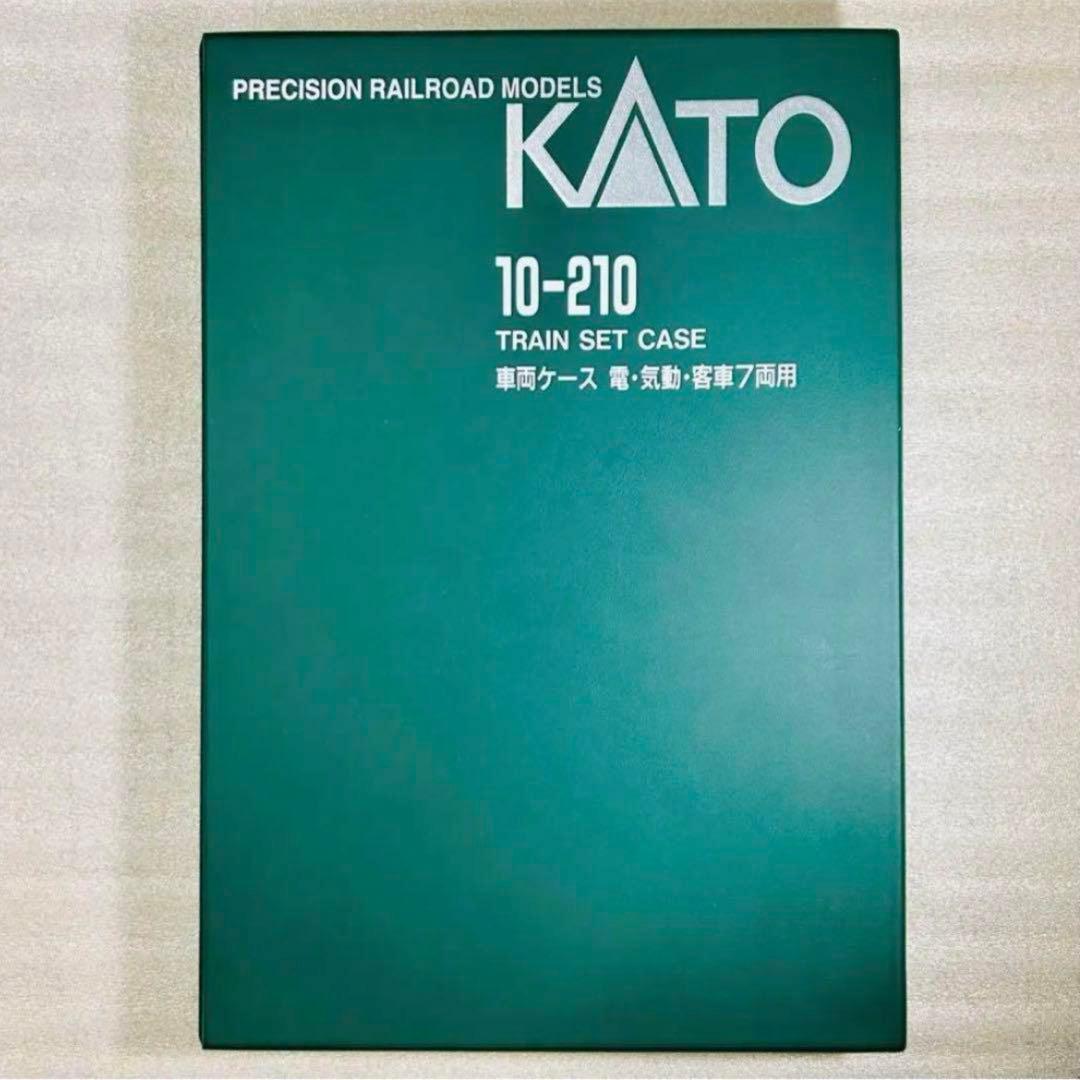 PRECISION RAILROAD MODELS
KATO
10-210
TRAIN SET CASE
車両ケース 電・気動・客車7両用